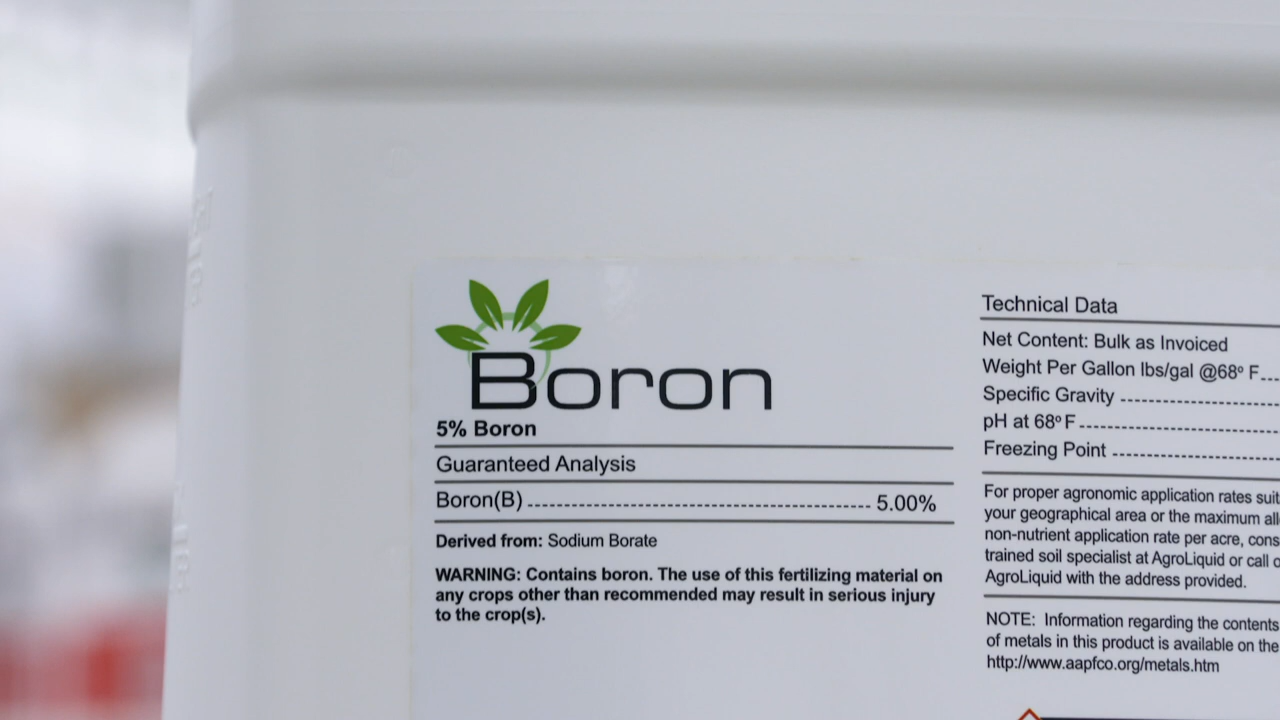 Boron
5% Boron
Guaranteed Analysis
Boron(B) ------------------------------------------------- 5.00%
Derived from: Sodium Borate
WARNING: Contains boron. The use of this fertilizing material on
any crops other than recommended may result in serious injury
to the crop(s).
Technical Data
Net Content: Bulk as Invoiced
Weight Per Gallon lbs/gal @68º F
Specific Gravity
pH at 68º F
Freezing Point
For proper agronomic application rates
your geographical area or the maximum
non-nutrient application rate per acre,
trained soil specialist at AgroLiquid or call
AgroLiquid with the address provided.
NOTE: Information regarding the contents
of metals in this product is available on the
http://www.aapfco.org/metals.htm